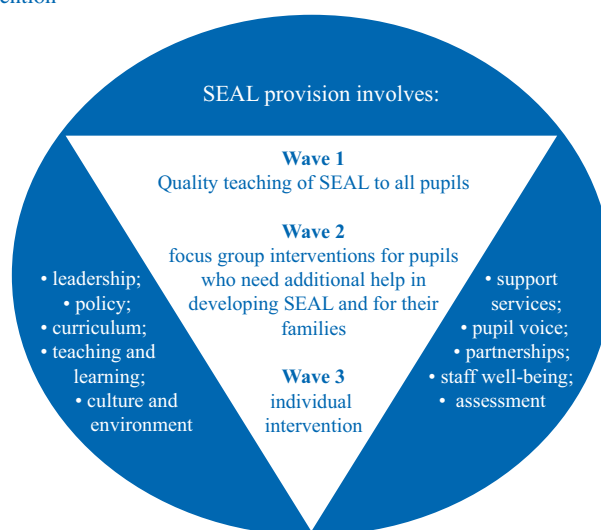 SEAL provision involves:
Wave 1
Quality teaching of SEAL to all pupils
Wave 2
focus group interventions for pupils
who need additional help in
developing SEAL and for their
families
Wave 3
individual
intervention
• leadership;
• policy;
• curriculum;
• teaching and
learning;
• culture and
environment
• support
services;
• pupil voice;
• partnerships;
• staff well-being;
• assessment